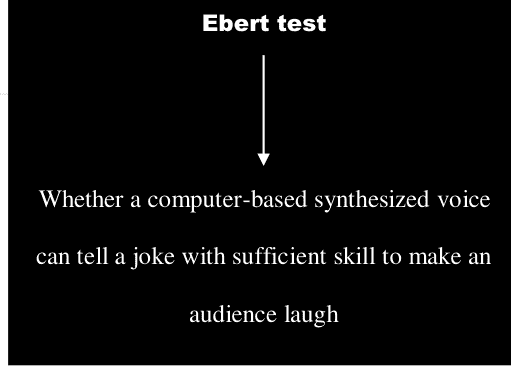 Ebert test
Whether a computer-based synthesized voice
can tell a joke with sufficient skill to make an
audience laugh